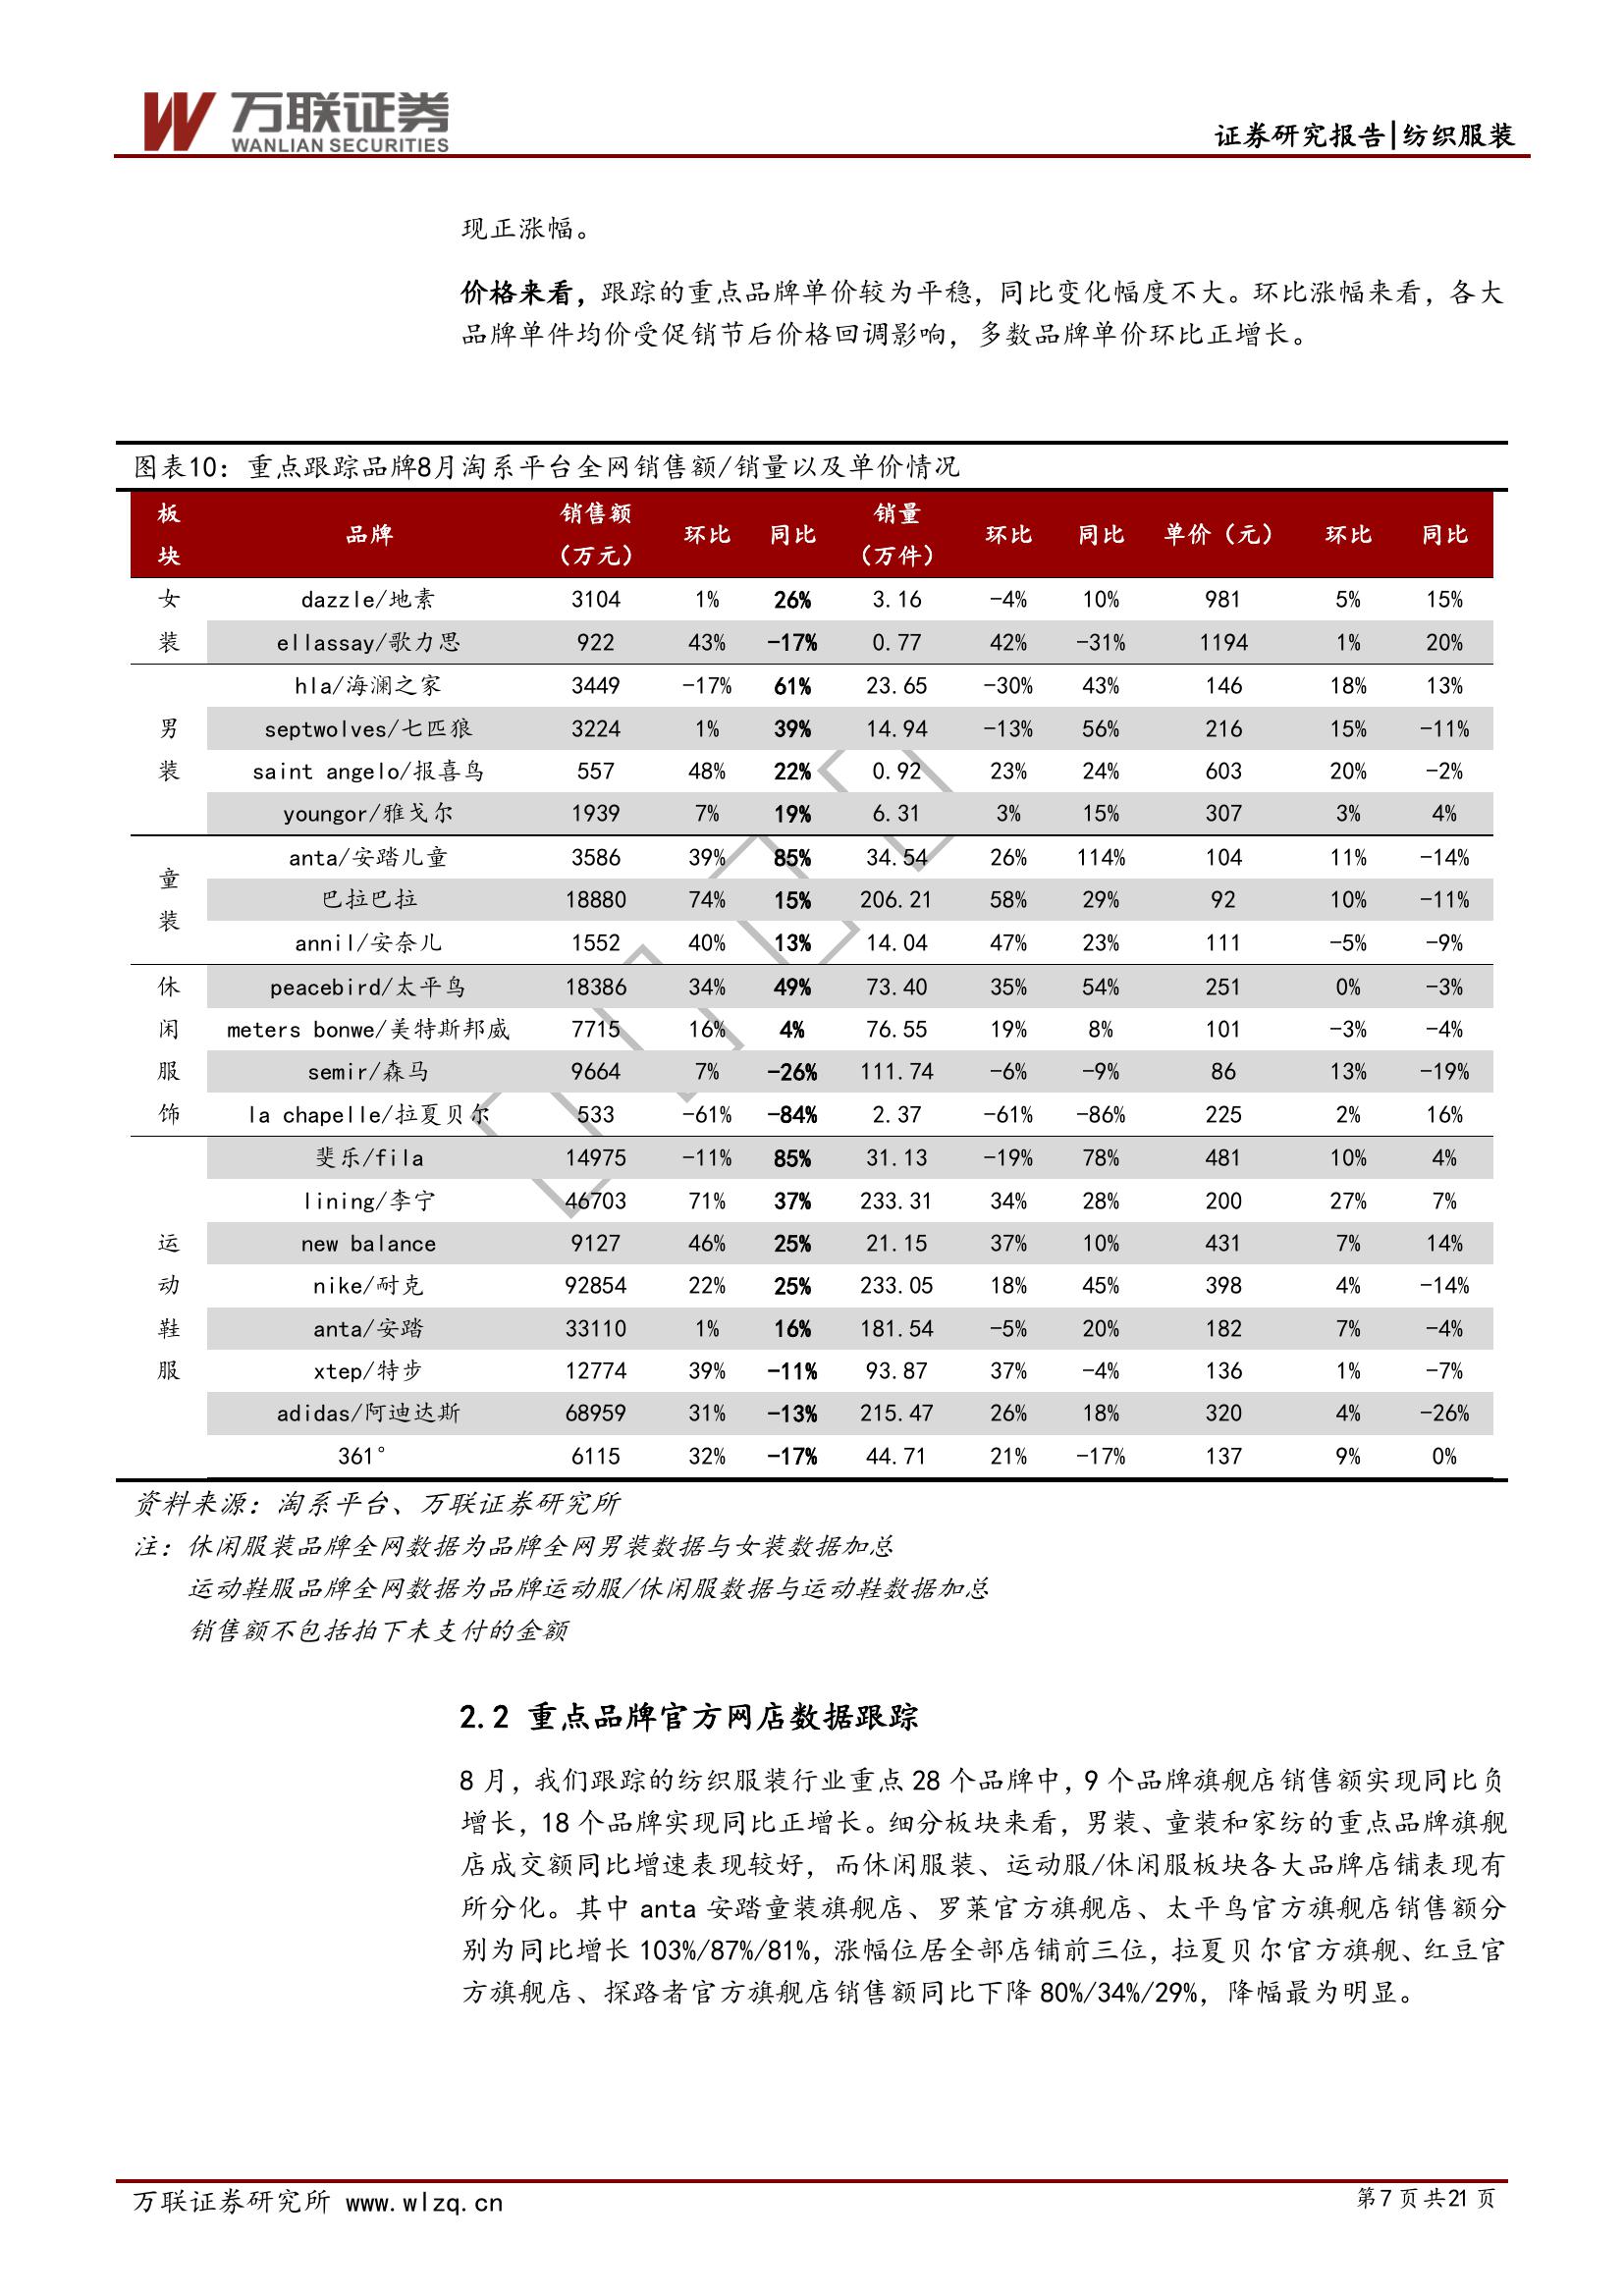 万联证券
WANLIAN SECURITIES
证券研究报告|纺织服装
现正涨幅。
价格来看，跟踪的重点品牌单价较为平稳，同比变化幅度不大。环比涨幅来看，各大
品牌单件均价受促销节后价格回调影响，多数品牌单价环比正增长。
图表10：重点跟踪品牌8月淘系平台全网销售额/销量以及单价情况
板块 品牌 销售额（万元） 环比 同比 销量（万件） 环比 同比 单价（元） 环比 同比
女装
dazzle/地素 3104 1% 26% 3.16 -4% 10% 981 5% 15%
ellassay/歌力思 922 43% -17% 0.77 42% -31% 1194 1% 20%
男装
hla/海澜之家 3449 -17% 61% 23.65 -30% 43% 146 18% 13%
septwolves/七匹狼 3224 1% 39% 14.94 -13% 56% 216 15% -11%
saint angelo/报喜鸟 557 48% 22% 0.92 23% 24% 603 20% -2%
youngor/雅戈尔 1939 7% 19% 6.31 3% 15% 307 3% 4%
童装
anta/安踏儿童 3586 39% 85% 34.54 26% 114% 104 11% -14%
巴拉巴拉 18880 74% 15% 206.21 58% 29% 92 10% -11%
annil/安奈儿 1552 40% 13% 14.04 47% 23% 111 -5% -9%
休闲服饰
peacebird/太平鸟 18386 34% 49% 73.40 35% 54% 251 0% -3%
meters bonwe/美特斯邦威 7715 16% 4% 76.55 19% 8% 101 -3% -4%
semir/森马 9664 7% -26% 111.74 -6% -9% 86 13% -19%
la chapelle/拉夏贝尔 533 -61% -84% 2.37 -61% -86% 225 2% 16%
运动鞋服
斐乐/fila 14975 -11% 85% 31.13 -19% 78% 481 10% 4%
lining/李宁 46703 71% 37% 233.31 34% 28% 200 27% 7%
new balance 9127 46% 25% 21.15 37% 10% 431 7% 14%
nike/耐克 92854 22% 25% 233.05 18% 45% 398 4% -14%
anta/安踏 33110 1% 16% 181.54 -5% 20% 182 7% -4%
xtep/特步 12774 39% -11% 93.87 37% -4% 136 1% -7%
adidas/阿迪达斯 68959 31% -13% 215.47 26% 18% 320 4% -26%
361° 6115 32% -17% 44.71 21% -17% 137 9% 0%
资料来源：淘系平台、万联证券研究所
注：休闲服装品牌全网数据为品牌全网男装数据与女装数据加总
运动鞋服品牌全网数据为品牌运动服/休闲服数据与运动鞋数据加总
销售额不包括拍下未支付的金额
2.2 重点品牌官方网店数据跟踪
8 月，我们跟踪的纺织服装行业重点 28 个品牌中，9 个品牌旗舰店销售额实现同比负
增长，18 个品牌实现同比正增长。细分板块来看，男装、童装和家纺的重点品牌旗舰
店成交额同比增速表现较好，而休闲服装、运动服/休闲服板块各大品牌店铺表现有
所分化。其中 anta 安踏童装旗舰店、罗莱官方旗舰店、太平鸟官方旗舰店销售额分
别为同比增长 103%/87%/81%，涨幅位居全部店铺前三位，拉夏贝尔官方旗舰、红豆官
方旗舰店、探路者官方旗舰店销售额同比下降 80%/34%/29%，降幅最为明显。
万联证券研究所 www.wlzq.cn
第 7 页 共 21 页